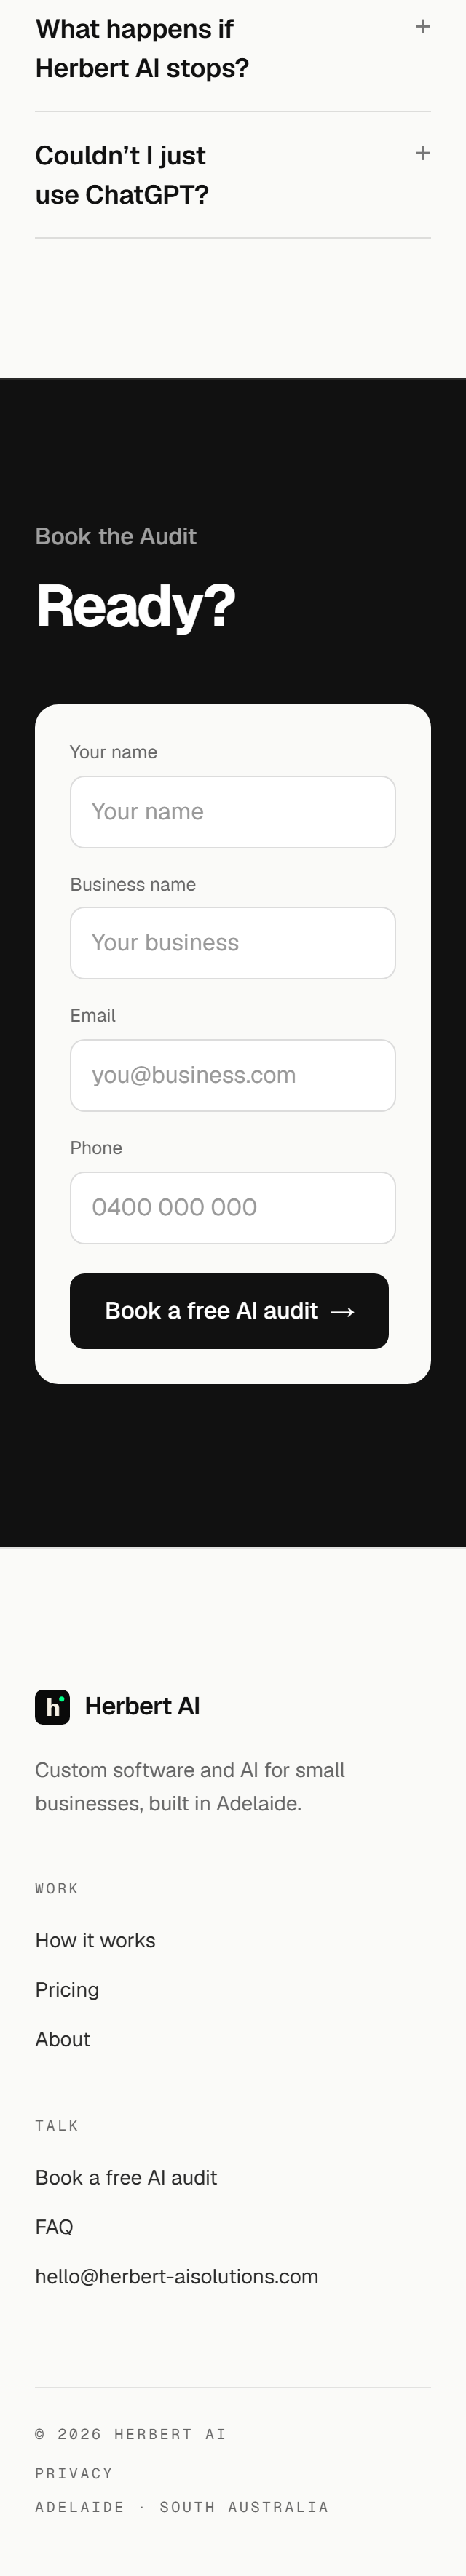 What happens if
Herbert AI stops?
+
Couldn’t I just
use ChatGPT?
+
Book the Audit
Ready?
Your name
Your name
Business name
Your business
Email
you@business.com
Phone
0400 000 000
Book a free AI audit →
h
Herbert AI
Custom software and AI for small
businesses, built in Adelaide.
WORK
How it works
Pricing
About
TALK
Book a free AI audit
FAQ
hello@herbert-aisolutions.com
© 2026 HERBERT AI
PRIVACY
ADELAIDE · SOUTH AUSTRALIA